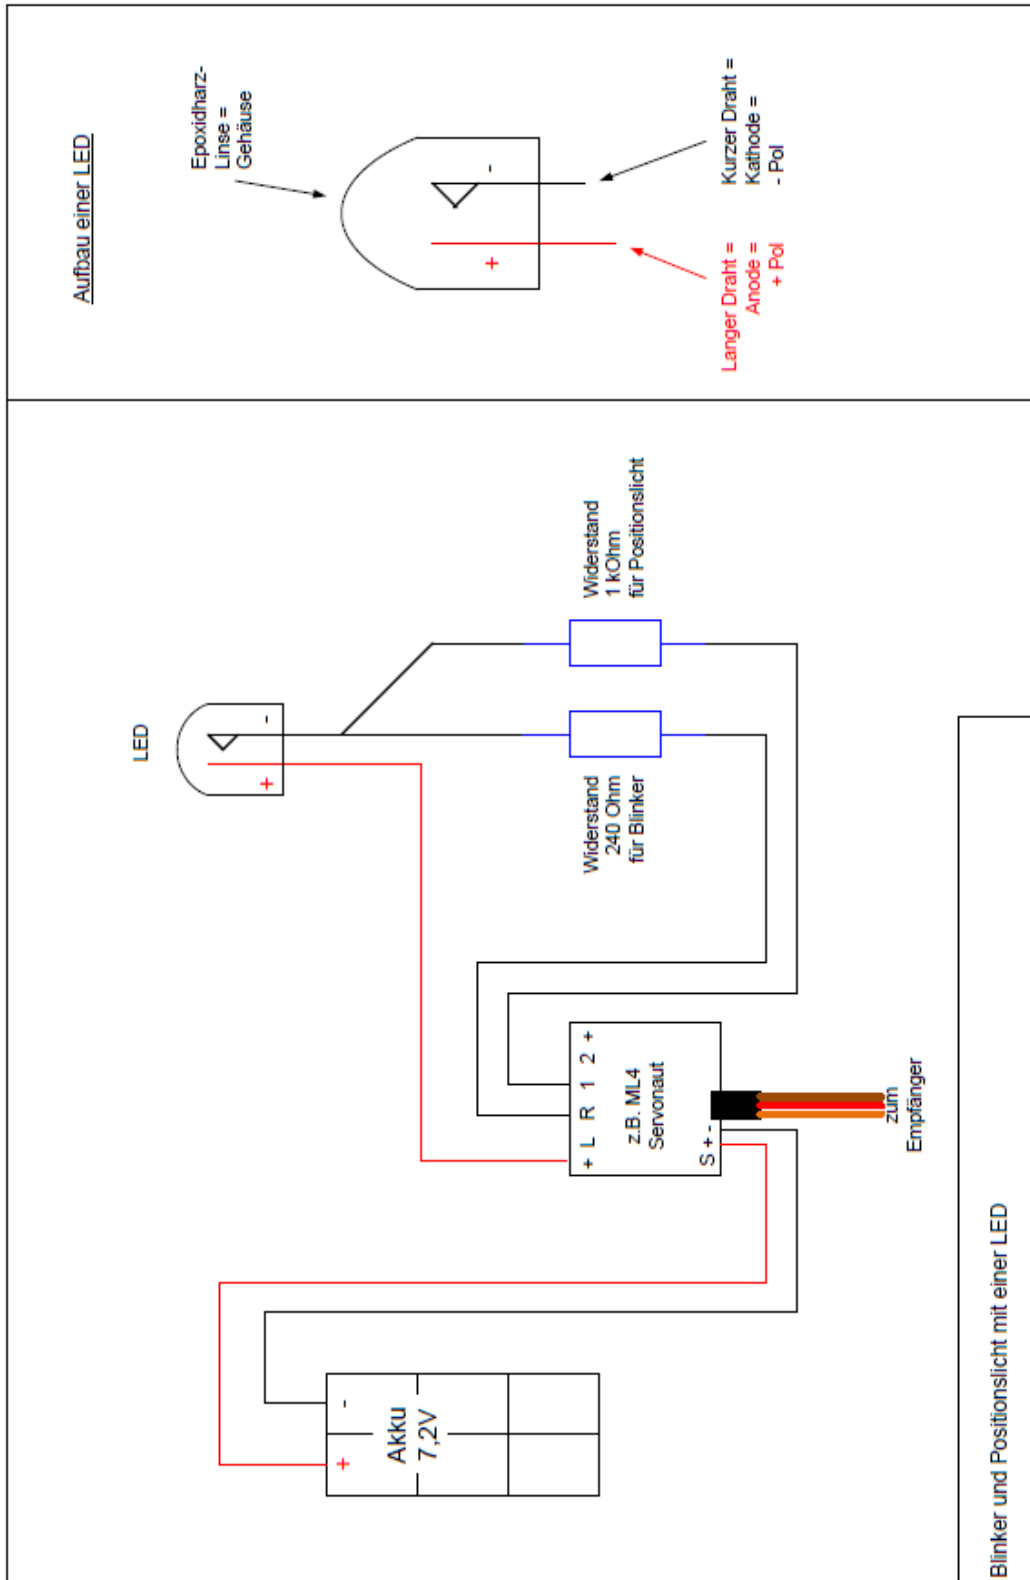 Aufbau einer LED
Epoxidharz-
Linse =
Gehäuse
+
-
Langer Draht =
Anode =
+ Pol
Kurzer Draht =
Kathode =
- Pol
LED
+
-
Widerstand
240 Ohm
für Blinker
Widerstand
1 kOhm
für Positionslicht
+ L R 1 2 +
z.B. ML4
Servonaut
S + -
zum
Empfänger
+
-
Akku
7,2V
Blinker und Positionslicht mit einer LED